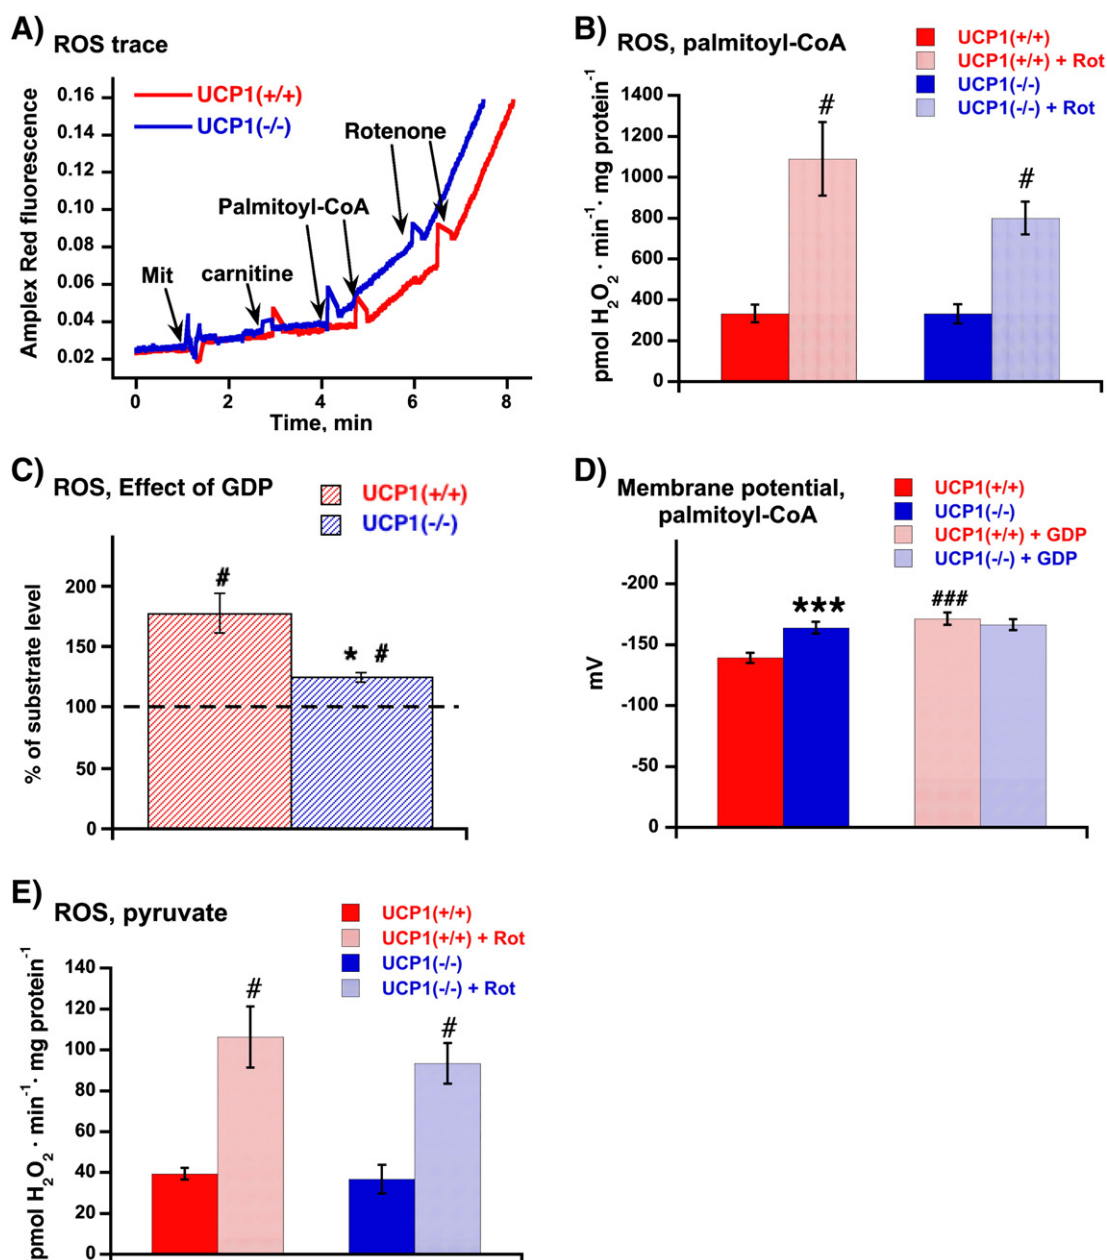 A) ROS trace
UCP1(+/+)
UCP1(-/-)
Amplex Red fluorescence
0.16
0.14
0.12
0.10
0.08
0.06
0.04
0.02
Rotenone
Palmitoyl-CoA
Mit
carnitine
0 2 4 6 8
Time, min
B) ROS, palmitoyl-CoA
UCP1(+/+)
UCP1(+/+) + Rot
UCP1(-/-)
UCP1(-/-) + Rot
pmol H₂O₂ · min⁻¹· mg protein⁻¹
1400
1200
1000
800
600
400
200
0
#
#
C) ROS, Effect of GDP
UCP1(+/+)
UCP1(-/-)
% of substrate level
200
150
100
50
0
#
* #
D) Membrane potential,
palmitoyl-CoA
UCP1(+/+)
UCP1(-/-)
UCP1(+/+) + GDP
UCP1(-/-) + GDP
mV
-200
-150
-100
-50
0
***
###
E) ROS, pyruvate
UCP1(+/+)
UCP1(+/+) + Rot
UCP1(-/-)
UCP1(-/-) + Rot
pmol H₂O₂ · min⁻¹· mg protein⁻¹
140
120
100
80
60
40
20
0
#
#